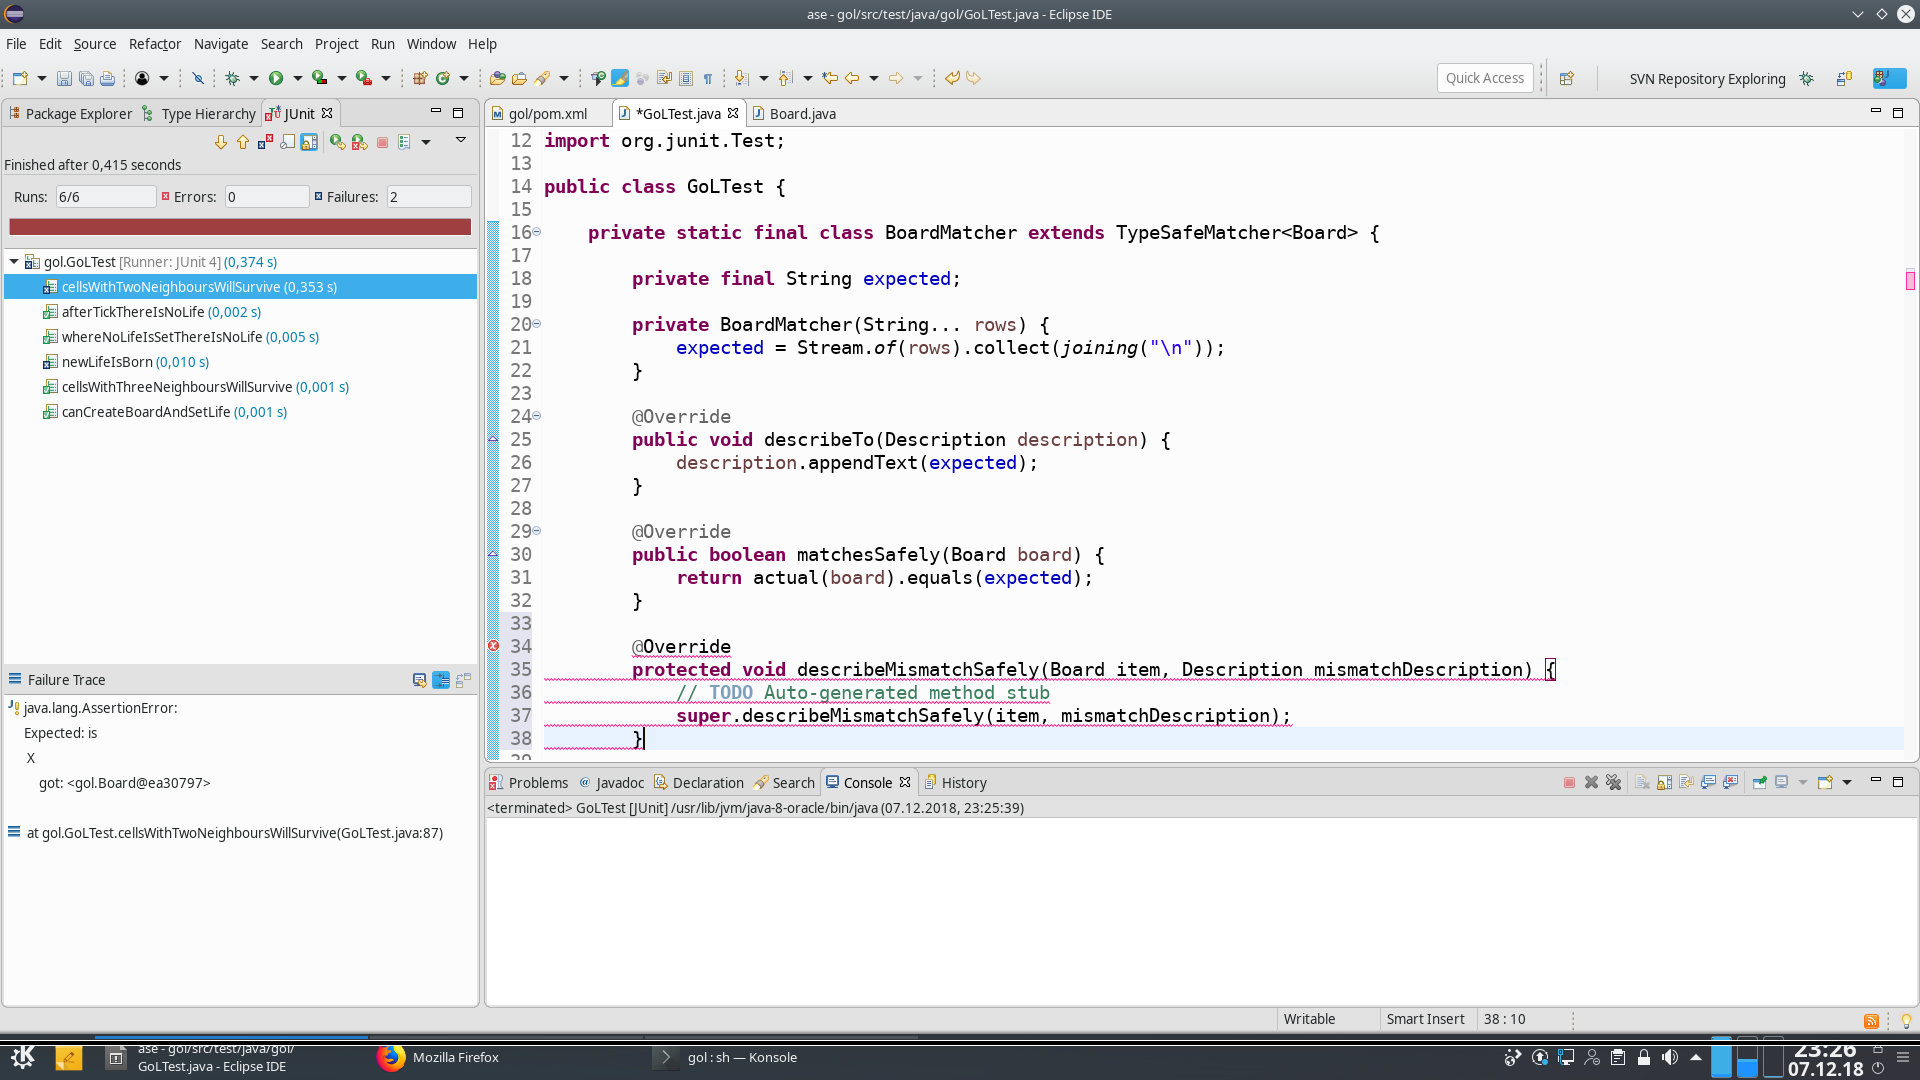 ase - gol/src/test/java/gol/GoLTest.java - Eclipse IDE
File Edit Source Refactor Navigate Search Project Run Window Help
Quick Access
SVN Repository Exploring
Package Explorer Type Hierarchy JUnit
Finished after 0,415 seconds
Runs: 6/6 Errors: 0 Failures: 2
gol.GoLTest [Runner: JUnit 4] (0,374 s)
cellsWithTwoNeighboursWillSurvive (0,353 s)
afterTickThereIsNoLife (0,002 s)
whereNoLifeIsSetThereIsNoLife (0,005 s)
newLifeIsBorn (0,010 s)
cellsWithThreeNeighboursWillSurvive (0,001 s)
canCreateBoardAndSetLife (0,001 s)
Failure Trace
java.lang.AssertionError:
Expected: is
X
got: <gol.Board@ea30797>
at gol.GoLTest.cellsWithTwoNeighboursWillSurvive(GoLTest.java:87)
gol/pom.xml *GoLTest.java Board.java
12 import org.junit.Test;
13
14 public class GoLTest {
15
16 private static final class BoardMatcher extends TypeSafeMatcher<Board> {
17
18 private final String expected;
19
20 private BoardMatcher(String... rows) {
21 expected = Stream.of(rows).collect(joining("\n"));
22 }
23
24 @Override
25 public void describeTo(Description description) {
26 description.appendText(expected);
27 }
28
29 @Override
30 public boolean matchesSafely(Board board) {
31 return actual(board).equals(expected);
32 }
33
34 @Override
35 protected void describeMismatchSafely(Board item, Description mismatchDescription) {
36 // TODO Auto-generated method stub
37 super.describeMismatchSafely(item, mismatchDescription);
38 }
Problems Javadoc Declaration Search Console History
<terminated> GoLTest [JUnit] /usr/lib/jvm/java-8-oracle/bin/java (07.12.2018, 23:25:39)
Writable Smart Insert 38 : 10
ase - gol/src/test/java/gol/
GoLTest.java - Eclipse IDE
Mozilla Firefox
gol : sh — Konsole
23:26
07.12.18